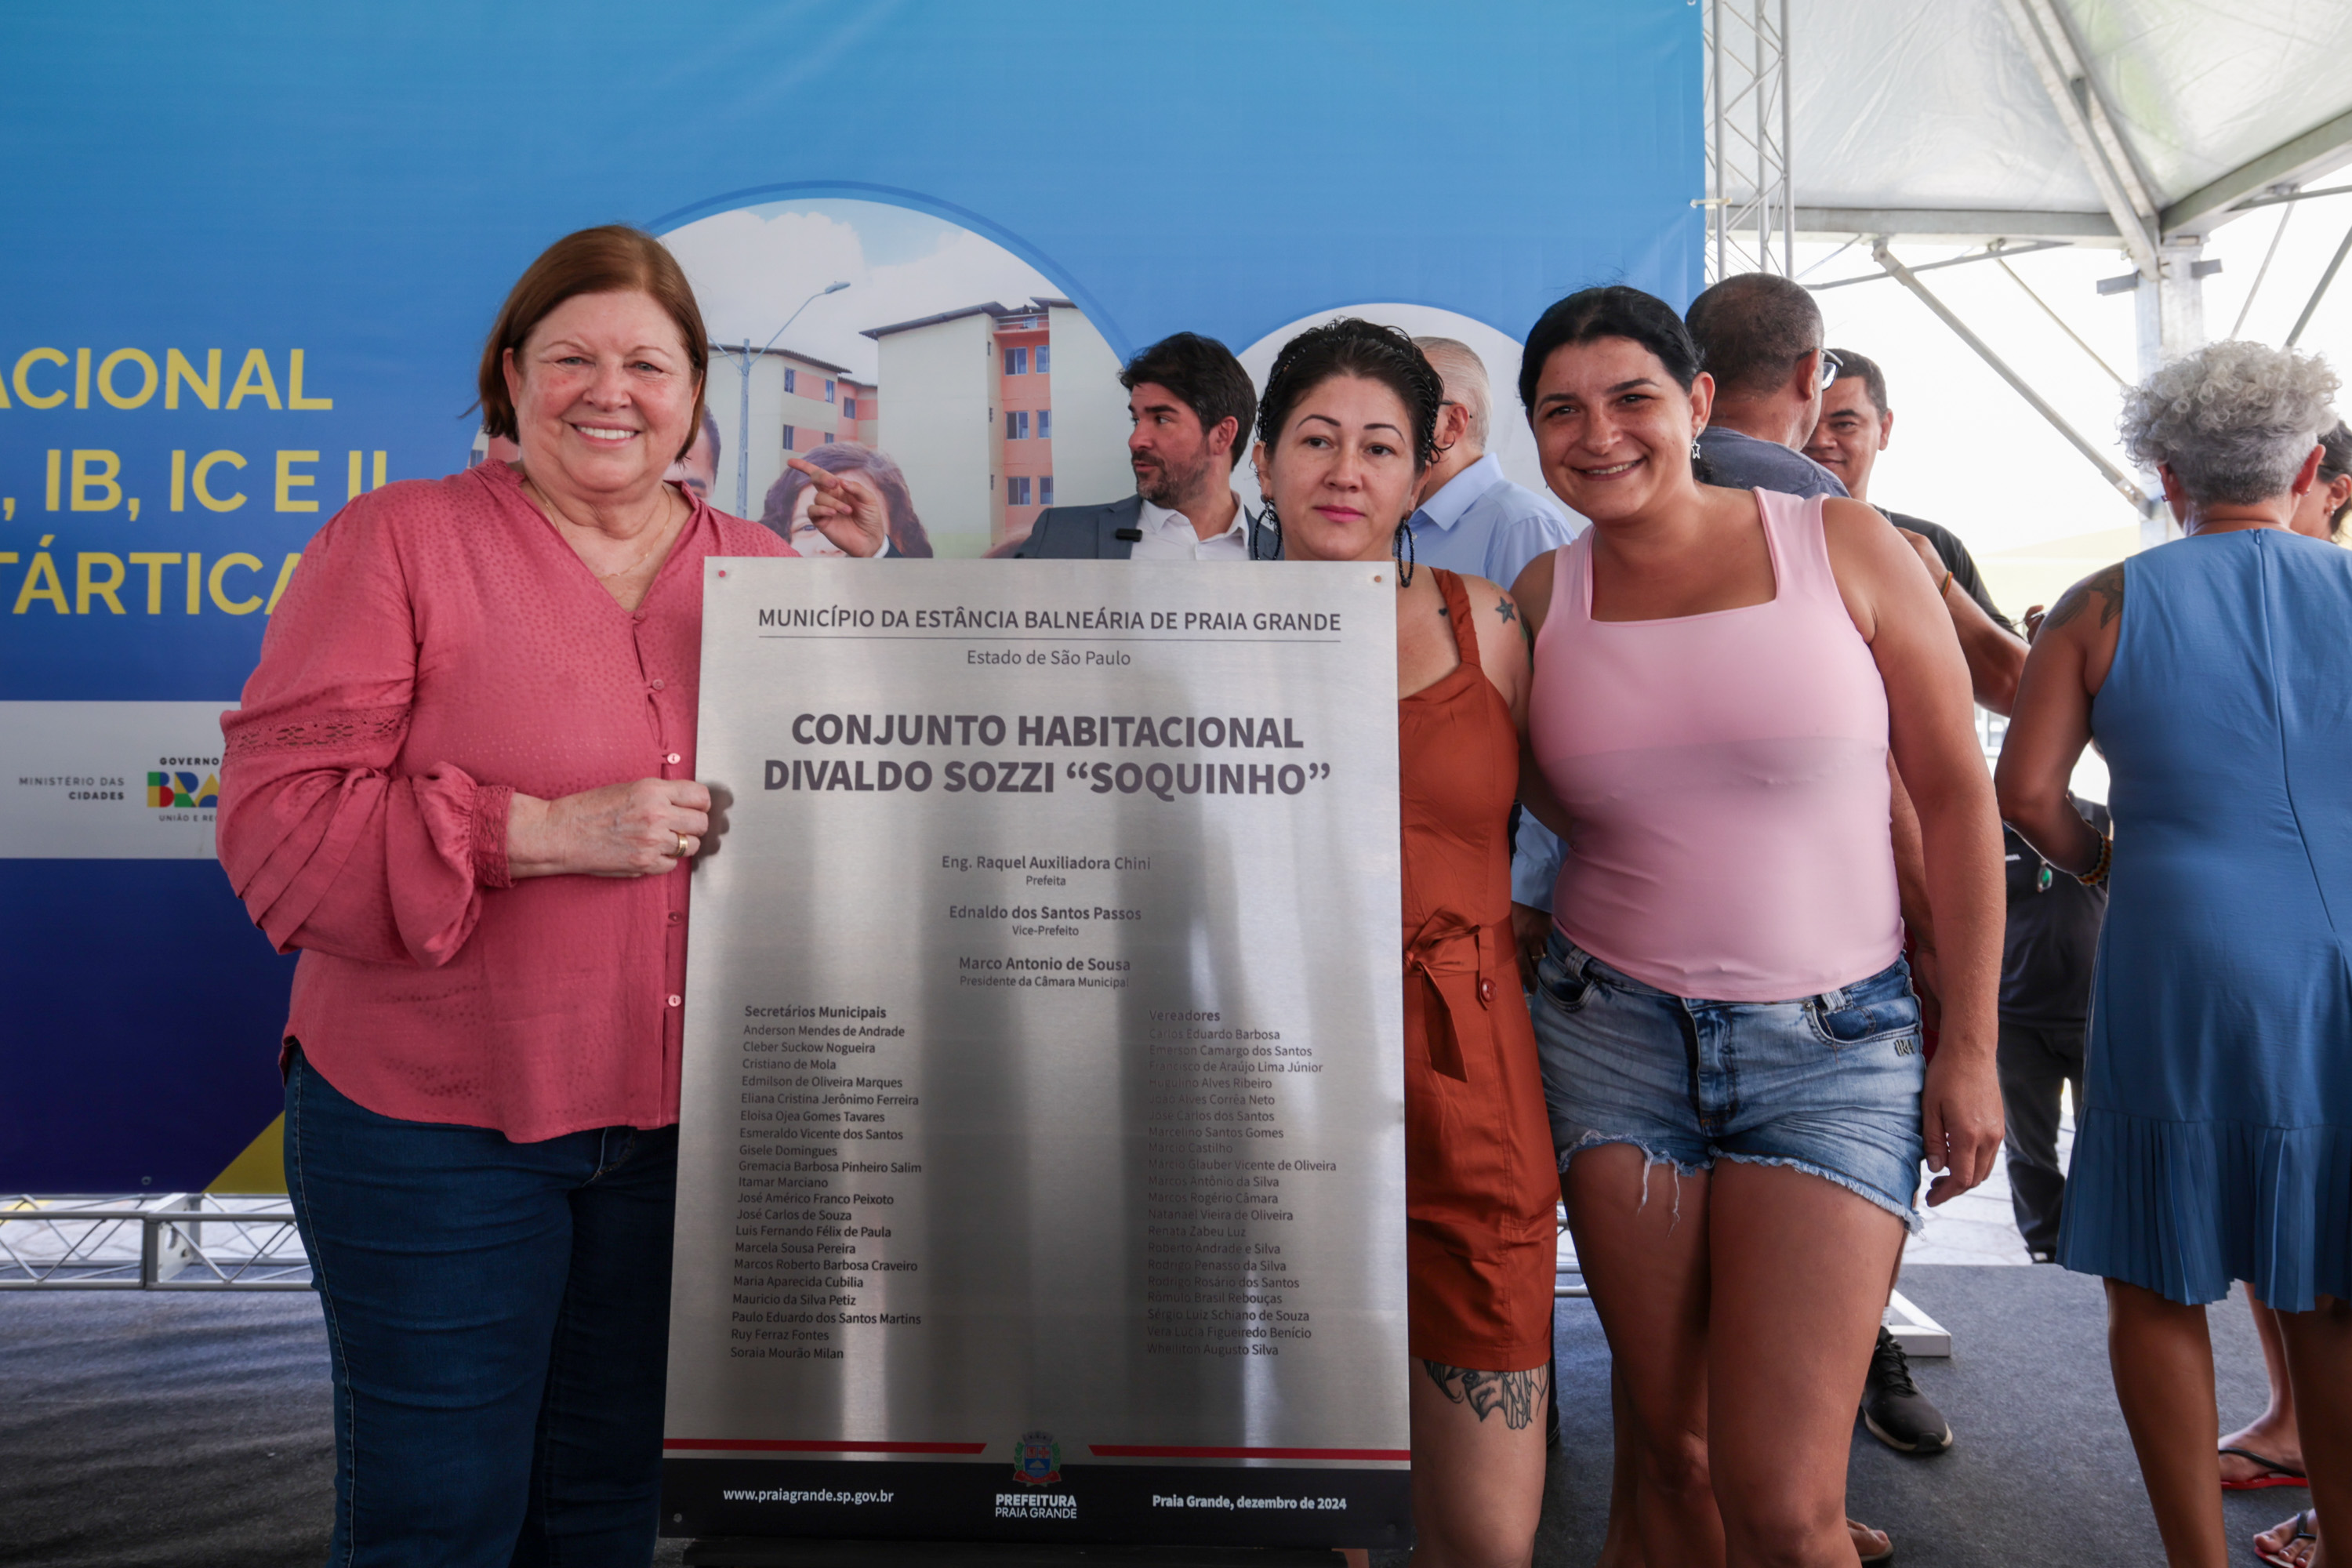 ACIONAL
, IB, IC E II
TÁRTICA
MINISTÉRIO DAS
CIDADES
GOVERNO
BRA
UNIÃO E RE
MUNICÍPIO DA ESTÂNCIA BALNEÁRIA DE PRAIA GRANDE
Estado de São Paulo
CONJUNTO HABITACIONAL
DIVALDO SOZZI “SOQUINHO”
Eng. Raquel Auxiliadora Chini
Prefeita
Ednaldo dos Santos Passos
Vice-Prefeito
Marco Antonio de Sousa
Presidente da Câmara Municipal
Secretários Municipais
Anderson Mendes de Andrade
Cleber Suckow Nogueira
Cristiano de Mola
Edmilson de Oliveira Marques
Eliana Cristina Jerônimo Ferreira
Eloisa Ojea Gomes Tavares
Esmeraldo Vicente dos Santos
Gisele Domingues
Gremacia Barbosa Pinheiro Salim
Itamar Marciano
José Américo Franco Peixoto
José Carlos de Souza
Luis Fernando Félix de Paula
Marcela Sousa Pereira
Marcos Roberto Barbosa Craveiro
Maria Aparecida Cubilia
Mauricio da Silva Petiz
Paulo Eduardo dos Santos Martins
Ruy Ferraz Fontes
Soraia Mourão Milan
Vereadores
Carlos Eduardo Barbosa
Emerson Camargo dos Santos
Francisco de Araújo Lima Júnior
Hugulino Alves Ribeiro
João Alves Corrêa Neto
José Carlos dos Santos
Marcelino Santos Gomes
Márcio Castilho
Márcio Glauber Vicente de Oliveira
Marcos Antônio da Silva
Marcos Rogério Câmara
Natanael Vieira de Oliveira
Renata Zabeu Luz
Roberto Andrade e Silva
Rodrigo Penasso da Silva
Rodrigo Rosário dos Santos
Rômulo Brasil Rebouças
Sérgio Luiz Schiano de Souza
Vera Lucia Figueiredo Benício
Whelliton Augusto Silva
www.praiagrande.sp.gov.br
PREFEITURA
PRAIA GRANDE
Praia Grande, dezembro de 2024